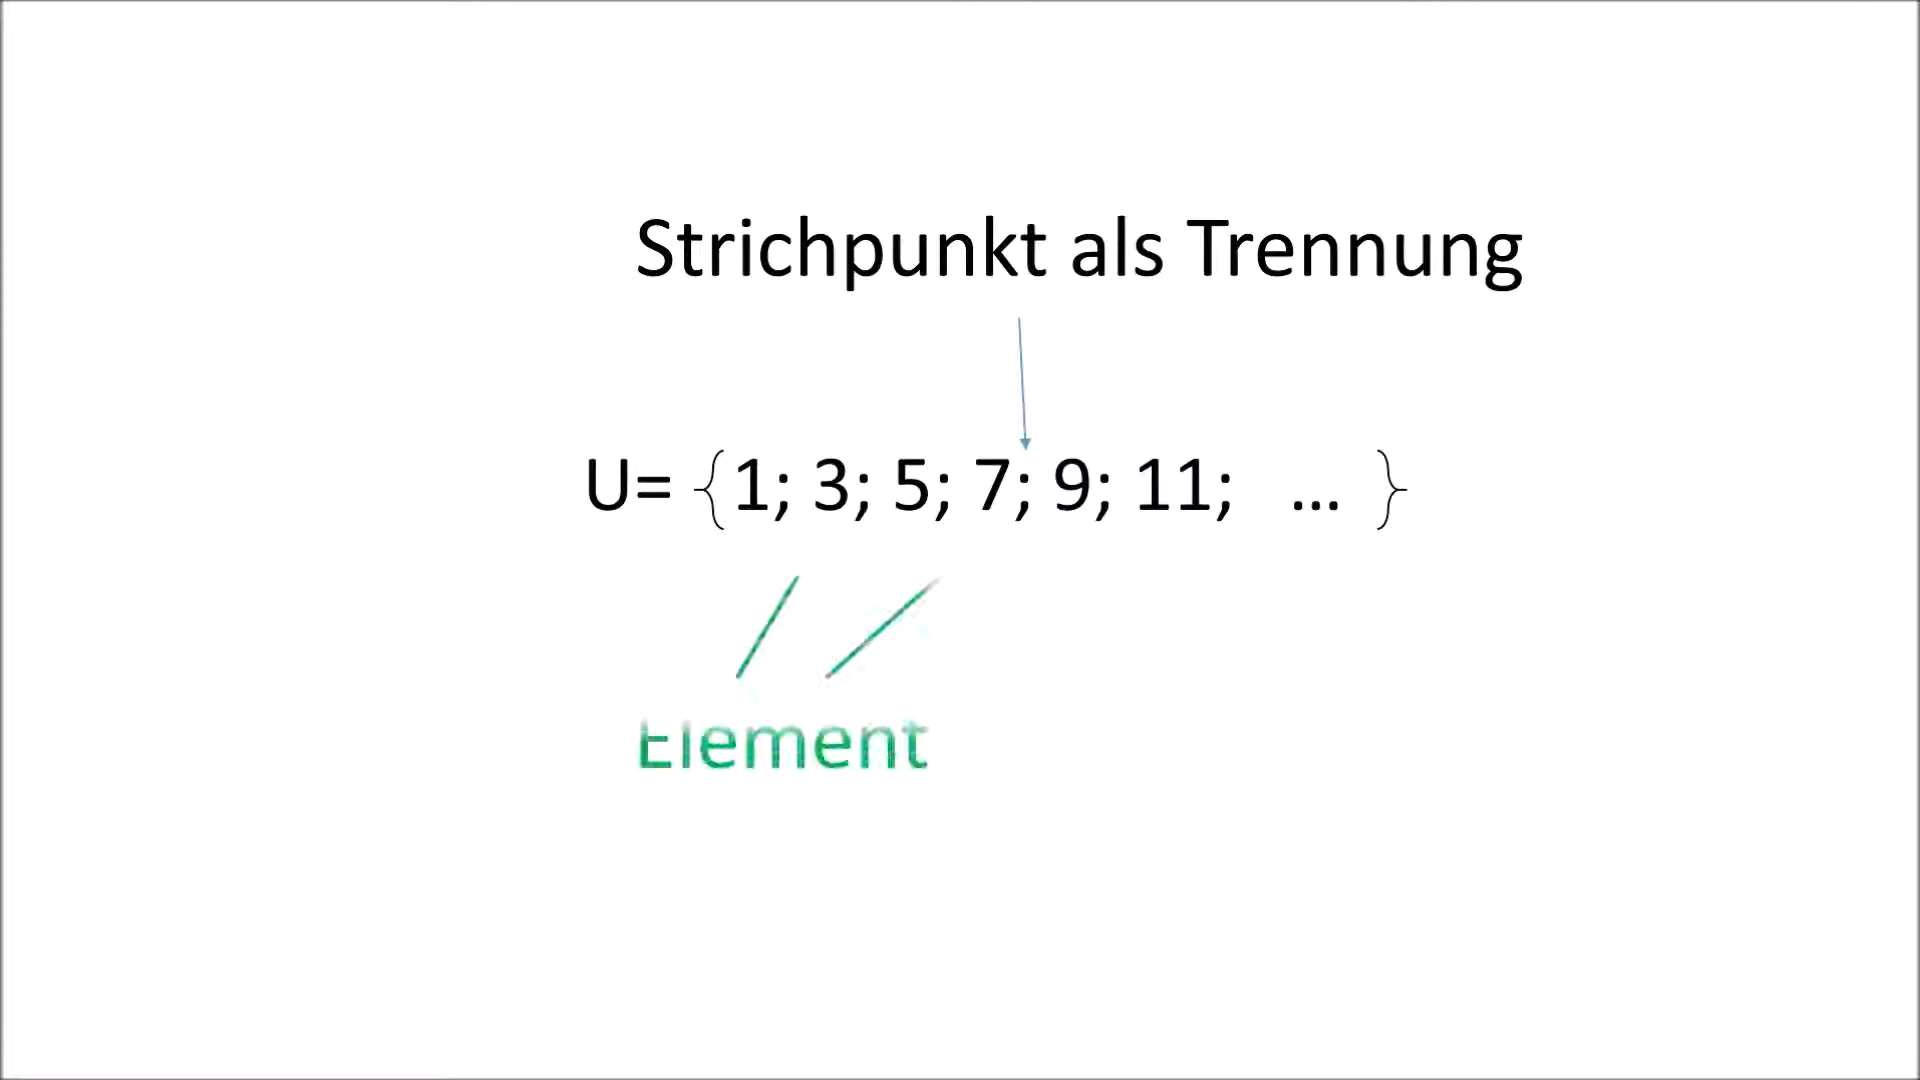 Strichpunkt als Trennung
U= {1; 3; 5; 7; 9; 11; ... }
Element